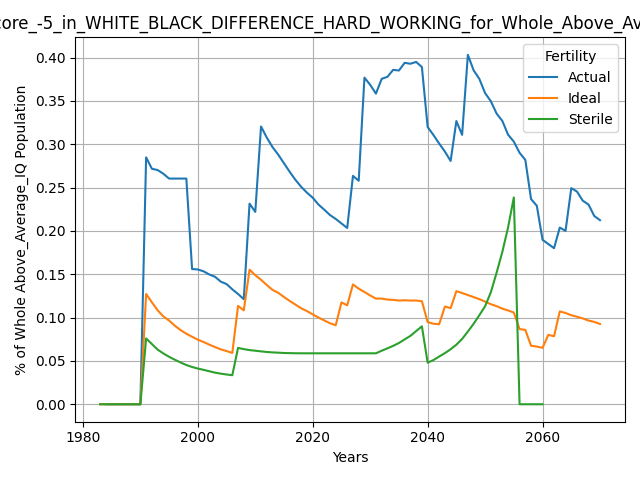 core_-5_in_WHITE_BLACK_DIFFERENCE_HARD_WORKING_for_Whole_Above_Av
Fertility
Actual
Ideal
Sterile
% of Whole Above_Average_IQ Population
0.40
0.35
0.30
0.25
0.20
0.15
0.10
0.05
0.00
1980 2000 2020 2040 2060
Years